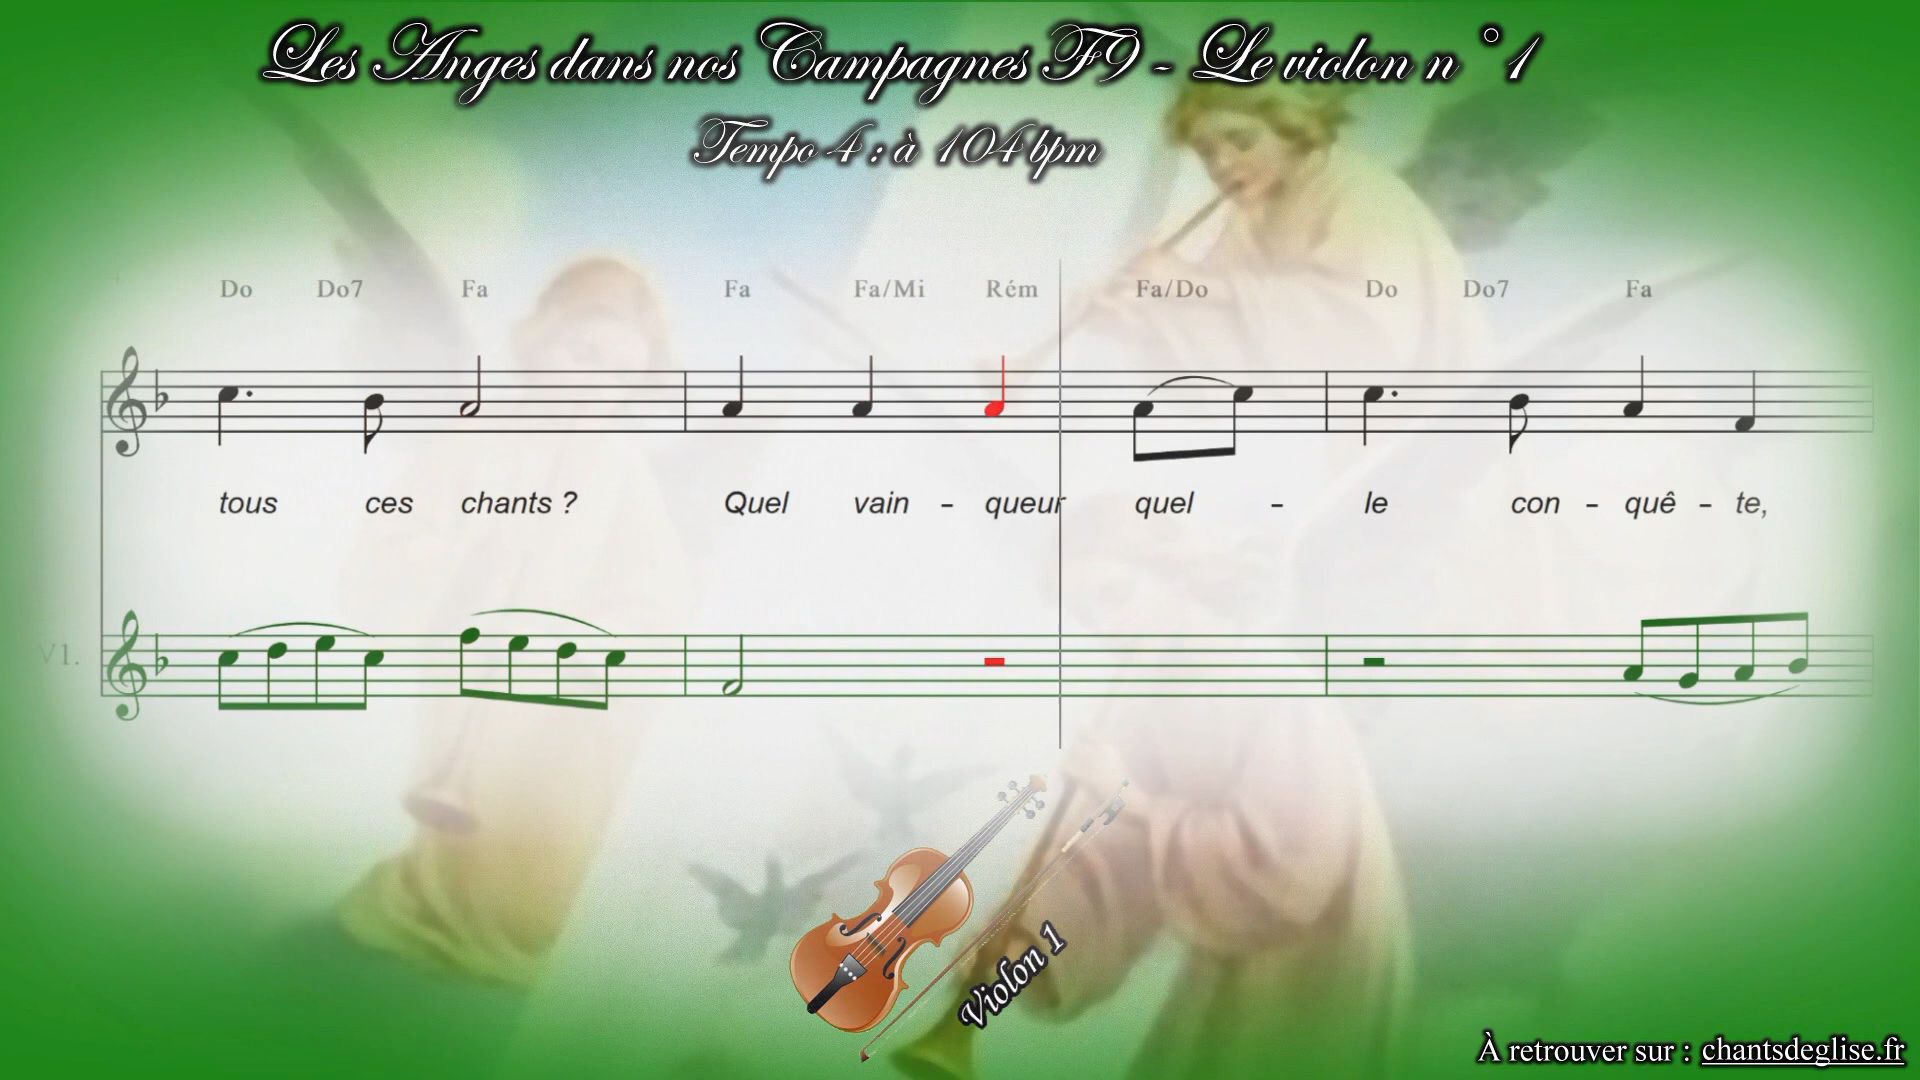 Les Anges dans nos Campagnes F9 - Le violon n°1
Tempo 4 : à 104 bpm
Do Do7 Fa Fa Fa/Mi Rém Fa/Do Do Do7 Fa
tous ces chants ? Quel vain - queur quel - le con - quê - te,
V1.
Violon 1
À retrouver sur : chantsdeglise.fr